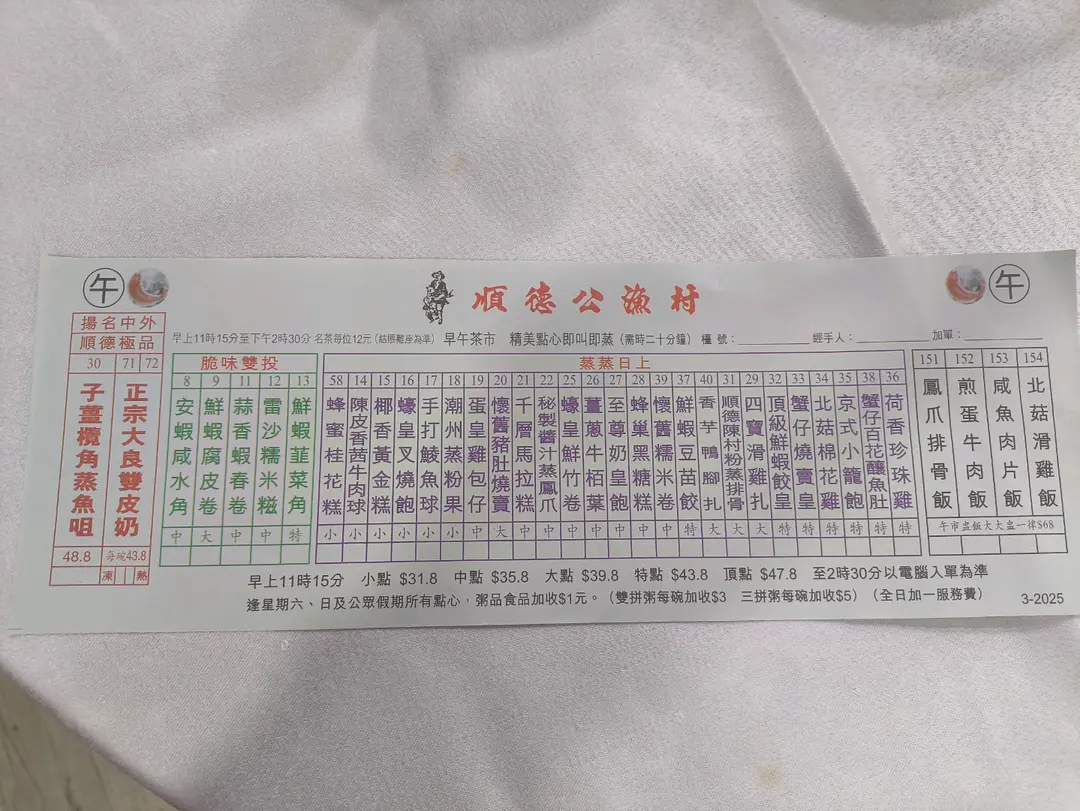 午
順德公漁村
午
揚名中外
順德極品
30
71
72
子薑欖角蒸魚咀
正宗大良雙皮奶
48.8
每碗43.8
凍
熱
早上11時15分至下午2時30分 名茶每位12元(結賬離座為準) 早午茶市 精美點心即叫即蒸(需時二十分鐘) 檯號：
經手人：
加單：
脆味雙投
8 安蝦咸水角 中
9 鮮蝦腐皮卷 大
11 蒜香蝦春卷 中
12 雷沙糯米糍 中
13 鮮蝦韮菜角 特
蒸蒸日上
58 蜂蜜桂花糕 小
14 陳皮香茜牛肉球 小
15 椰香黃金糕 小
16 蠔皇叉燒飽 小
17 手打鯪魚球 小
18 潮州蒸粉果 小
19 蛋皇雞包仔 中
20 懷舊豬肚燒賣 大
21 千層馬拉糕 中
22 秘製醬汁蒸鳳爪 中
25 蠔皇鮮竹卷 中
26 薑蔥牛栢葉 中
27 至尊奶皇飽 中
28 蜂巢黑糖糕 中
39 懷舊糯米卷 中
37 鮮蝦豆苗餃 特
40 香芋鴨腳扎 大
31 順德陳村粉蒸排骨 大
29 四寶滑雞扎 大
32 頂級鮮蝦餃皇 特
33 蟹仔燒賣皇 特
34 北菇棉花雞 特
35 京式小籠飽 特
38 蟹仔百花釀魚肚 特
36 荷香珍珠雞 特
151 鳳爪排骨飯
152 煎蛋牛肉飯
153 咸魚肉片飯
154 北菇滑雞飯
午市盅飯大大盅一律$68
早上11時15分 小點 $31.8 中點 $35.8 大點 $39.8 特點 $43.8 頂點 $47.8 至2時30分以電腦入單為準
逢星期六、日及公眾假期所有點心，粥品食品加收$1元。（雙拼粥每碗加收$3 三拼粥每碗加收$5）（全日加一服務費）
3-2025